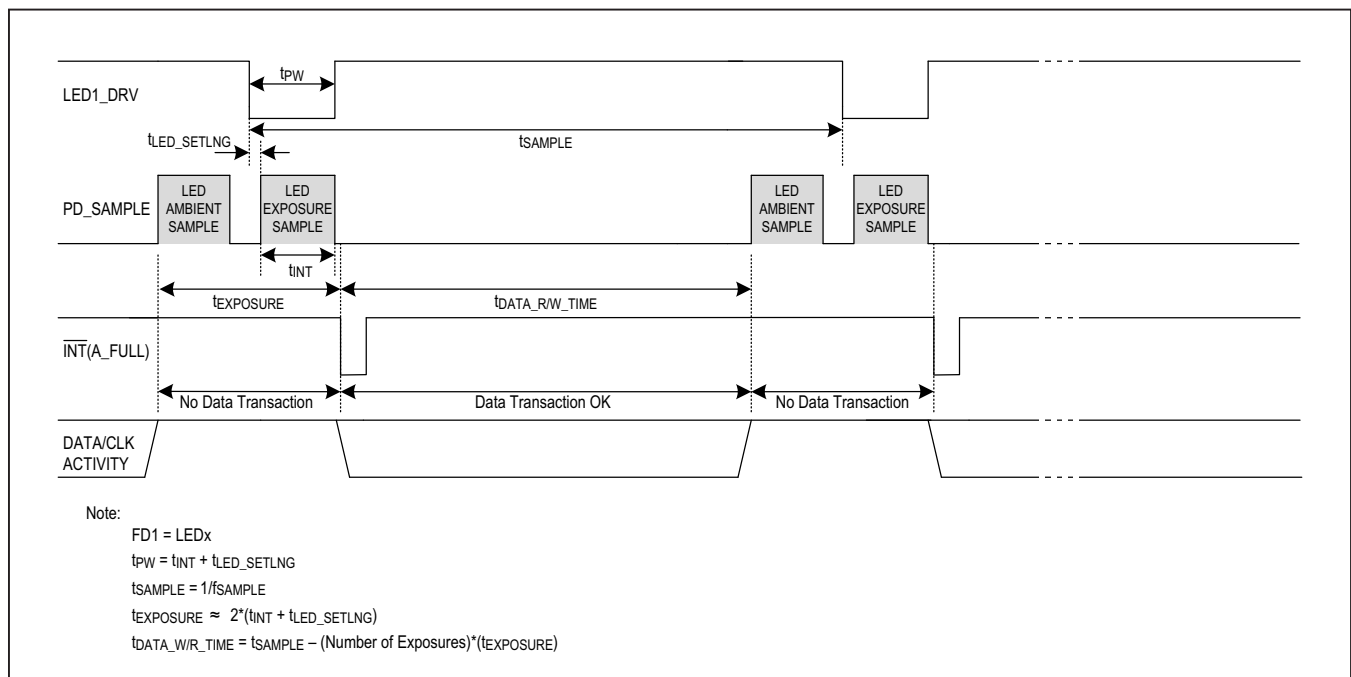 tPW
LED1_DRV
tLED_SETLNG
tSAMPLE
PD_SAMPLE
LED
AMBIENT
SAMPLE
LED
EXPOSURE
SAMPLE
LED
AMBIENT
SAMPLE
LED
EXPOSURE
SAMPLE
tINT
tEXPOSURE
tDATA_R/W_TIME
INT(A_FULL)
No Data Transaction
Data Transaction OK
No Data Transaction
DATA/CLK
ACTIVITY
Note:
FD1 = LEDx
tPW = tINT + tLED_SETLNG
tSAMPLE = 1/fSAMPLE
tEXPOSURE ≈ 2*(tINT + tLED_SETLNG)
tDATA_W/R_TIME = tSAMPLE – (Number of Exposures)*(tEXPOSURE)